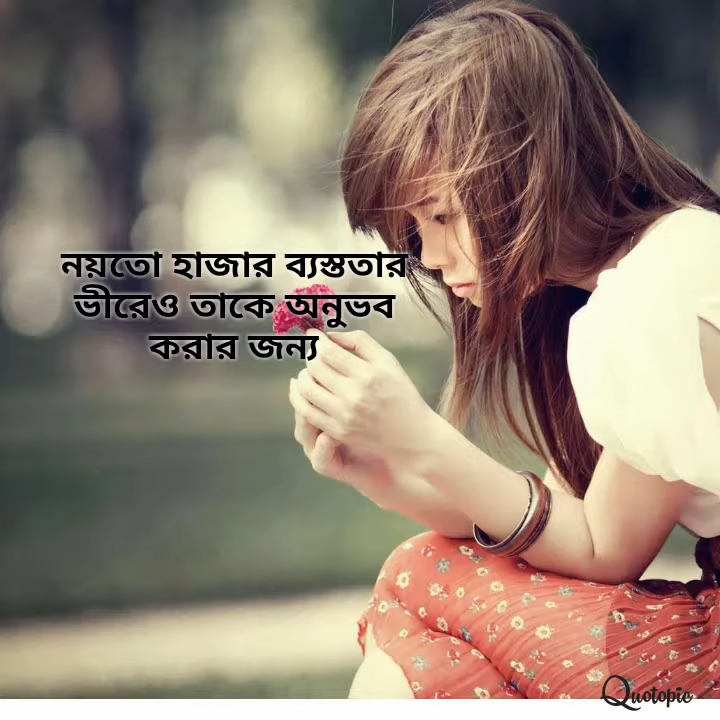 নয়তো হাজার ব্যস্ততার
ভীরেও তাকে অনুভব
করার জন্য
Quotopic